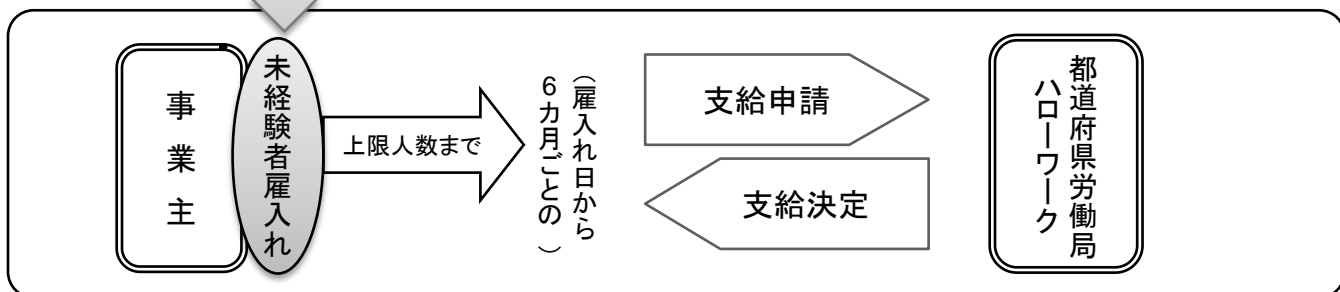 事業主
未経験者雇入れ
上限人数まで
（雇入れ日から
6カ月ごとの）
支給申請
支給決定
都道府県労働局
ハローワーク